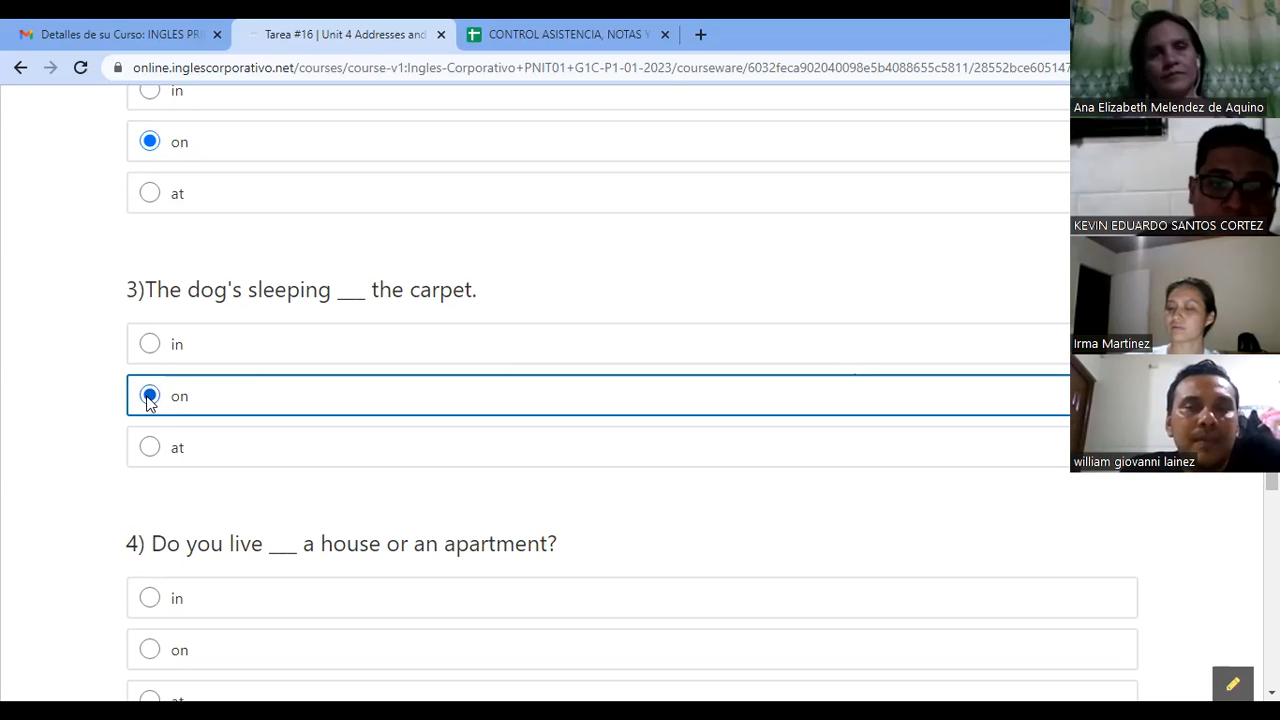 Detalles de su Curso: INGLES PRI
Tarea #16 | Unit 4 Addresses and
CONTROL ASISTENCIA, NOTAS Y
online.inglescorporativo.net/courses/course-v1:Ingles-Corporativo+PNIT01+G1C-P1-01-2023/courseware/6032feca902040098e5b4088655c5811/28552bce605147
in
on
at
3)The dog's sleeping ___ the carpet.
in
on
at
4) Do you live ___ a house or an apartment?
in
on
at
Ana Elizabeth Melendez de Aquino
KEVIN EDUARDO SANTOS CORTEZ
Irma Martinez
william giovanni lainez